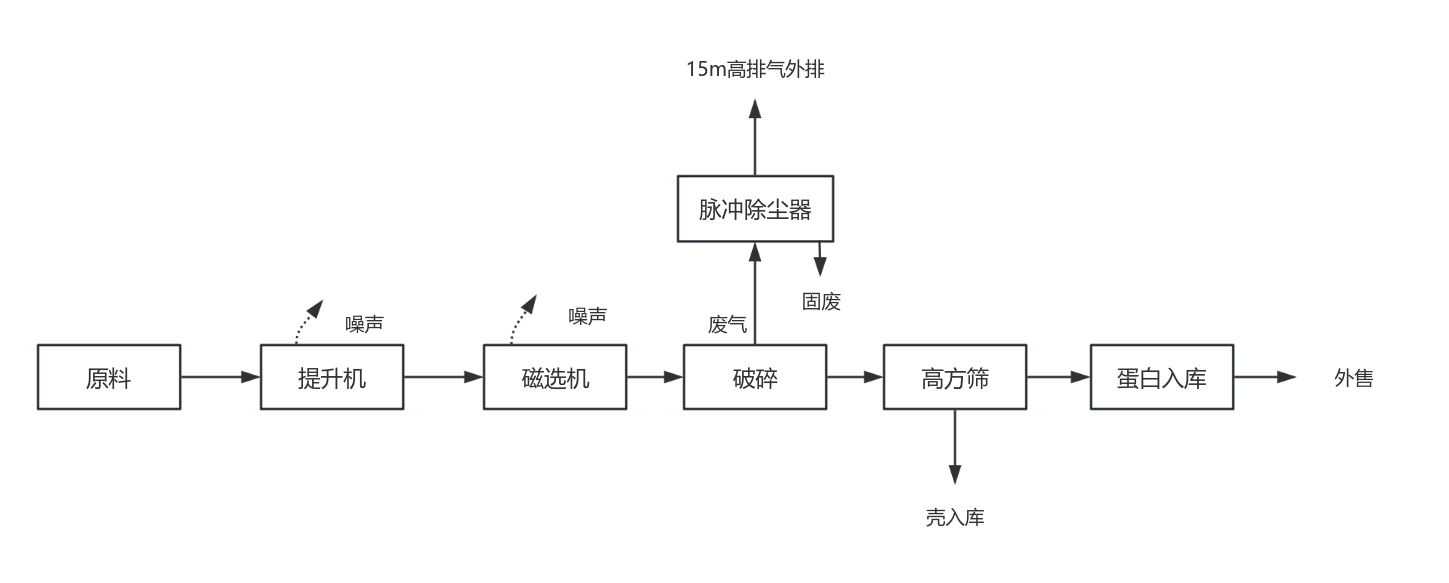 15m高排气外排
脉冲除尘器
固废
噪声
噪声
废气
原料
提升机
磁选机
破碎
高方筛
蛋白入库
外售
壳入库